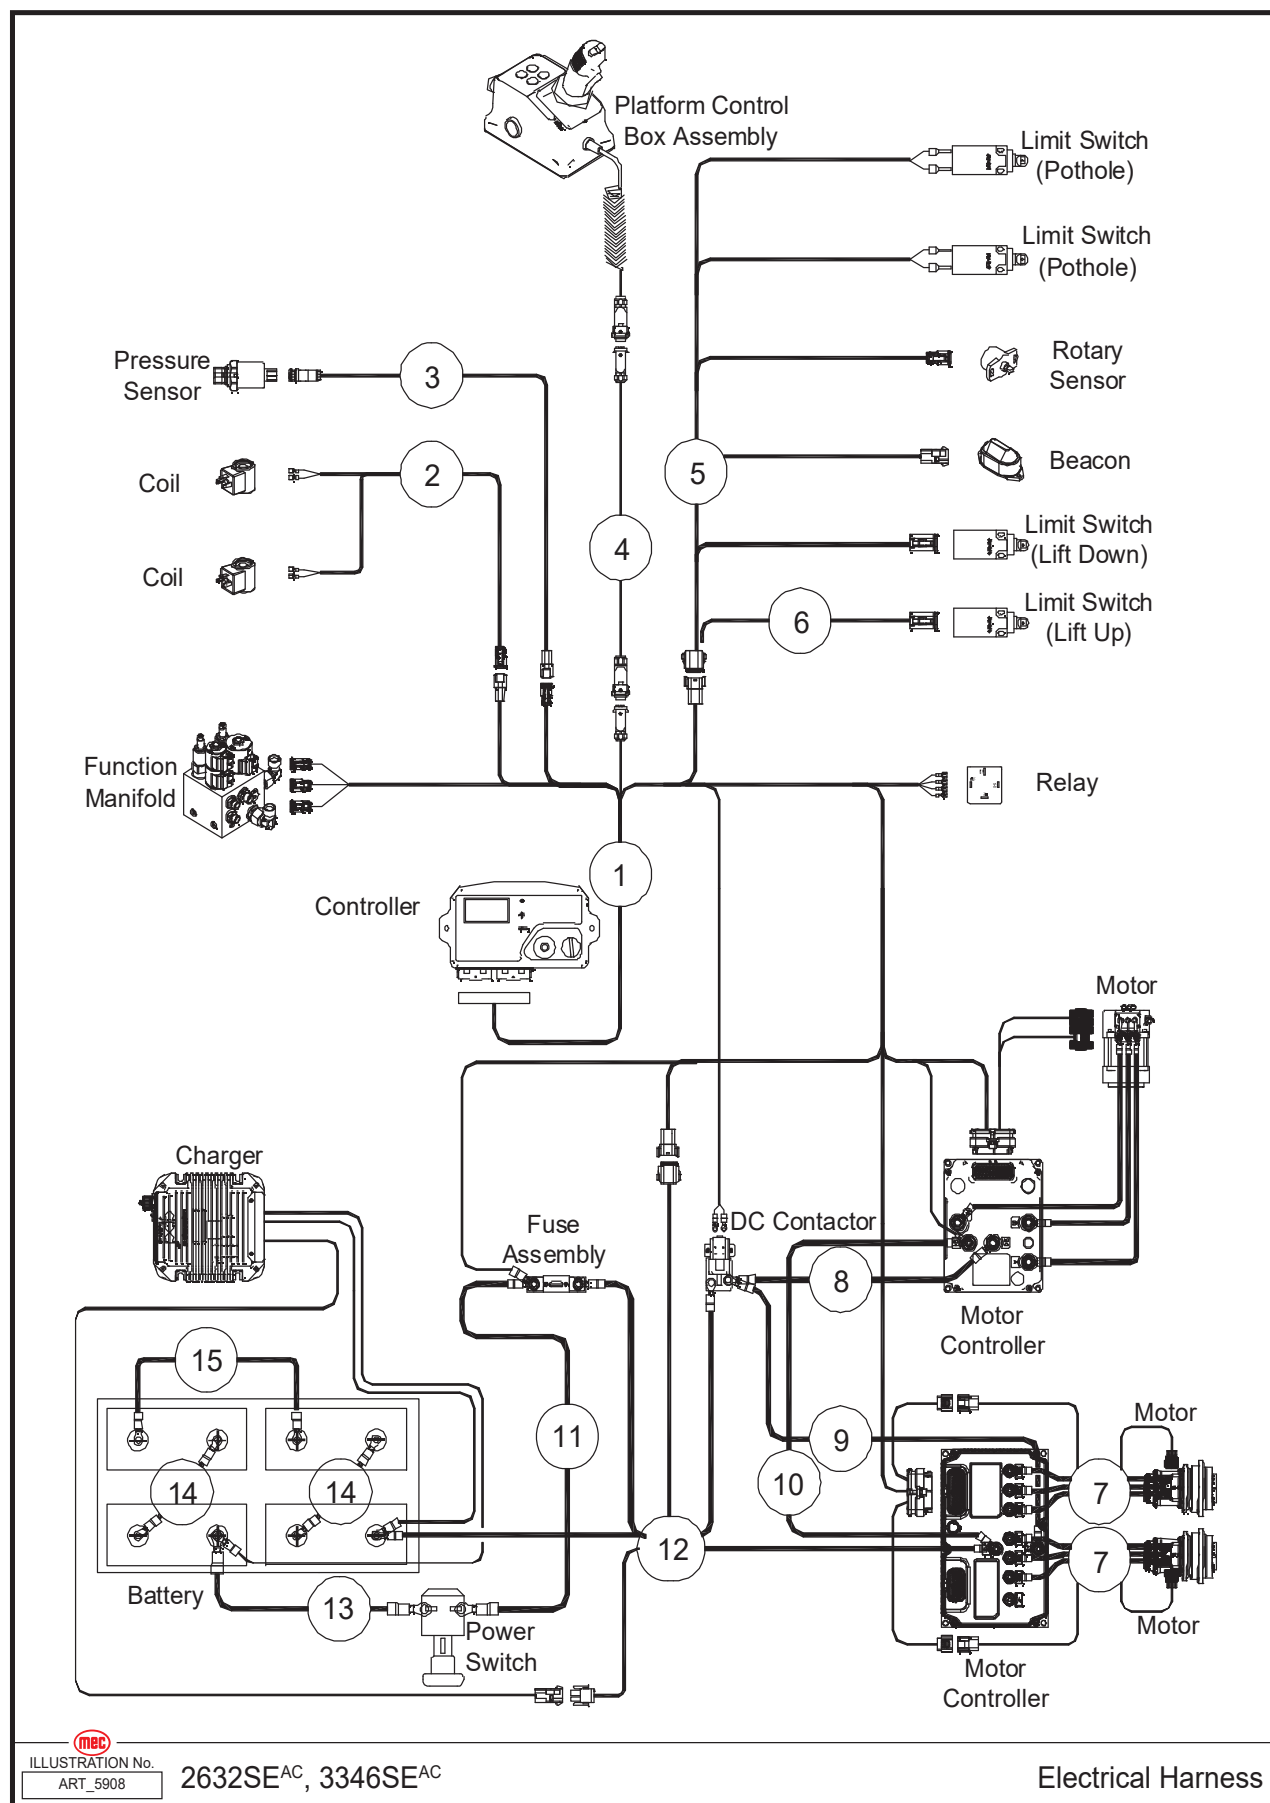 Platform Control
Box Assembly
Limit Switch
(Pothole)
Limit Switch
(Pothole)
Pressure
Sensor
3
Rotary
Sensor
Coil
2
5
Beacon
Coil
4
Limit Switch
(Lift Down)
6
Limit Switch
(Lift Up)
Function
Manifold
Relay
1
Controller
Motor
Charger
Fuse
Assembly
DC Contactor
8
Motor
Controller
15
11
9
Motor
14
14
10
7
12
7
Battery
13
Power
Switch
Motor
Motor
Controller
mec
ILLUSTRATION No.
ART_5908
2632SEAC, 3346SEAC
Electrical Harness